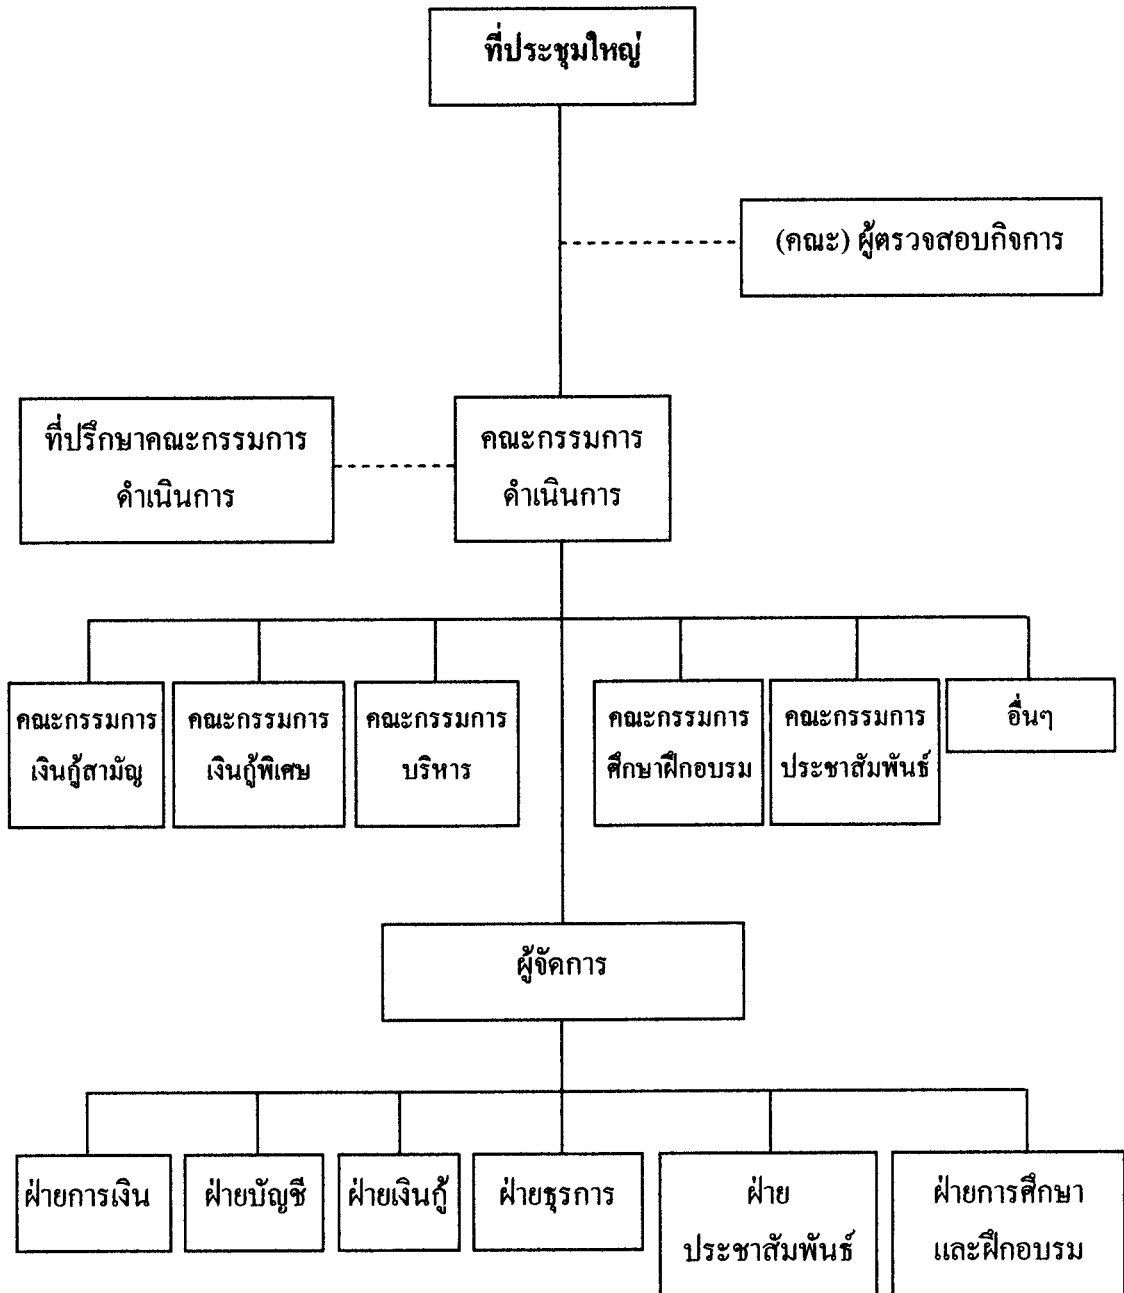 ที่ประชุมใหญ่
(คณะ) ผู้ตรวจสอบกิจการ
ที่ปรึกษาคณะกรรมการ
ดำเนินการ
คณะกรรมการ
ดำเนินการ
คณะกรรมการ
เงินกู้สามัญ
คณะกรรมการ
เงินกู้พิเศษ
คณะกรรมการ
บริหาร
คณะกรรมการ
ศึกษาฝึกอบรม
คณะกรรมการ
ประชาสัมพันธ์
อื่นๆ
ผู้จัดการ
ฝ่ายการเงิน
ฝ่ายบัญชี
ฝ่ายเงินกู้
ฝ่ายธุรการ
ฝ่าย
ประชาสัมพันธ์
ฝ่ายการศึกษา
และฝึกอบรม